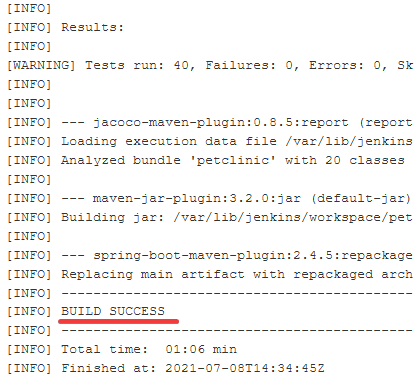 [INFO]
[INFO] Results:
[INFO]
[WARNING] Tests run: 40, Failures: 0, Errors: 0, Sk
[INFO]
[INFO]
[INFO] --- jacoco-maven-plugin:0.8.5:report (report
[INFO] Loading execution data file /var/lib/jenkins
[INFO] Analyzed bundle 'petclinic' with 20 classes
[INFO]
[INFO] --- maven-jar-plugin:3.2.0:jar (default-jar)
[INFO] Building jar: /var/lib/jenkins/workspace/pet
[INFO]
[INFO] --- spring-boot-maven-plugin:2.4.5:repackage
[INFO] Replacing main artifact with repackaged arch
[INFO] ---------------------------------------------
[INFO] BUILD SUCCESS
[INFO] ---------------------------------------------
[INFO] Total time:  01:06 min
[INFO] Finished at: 2021-07-08T14:34:45Z